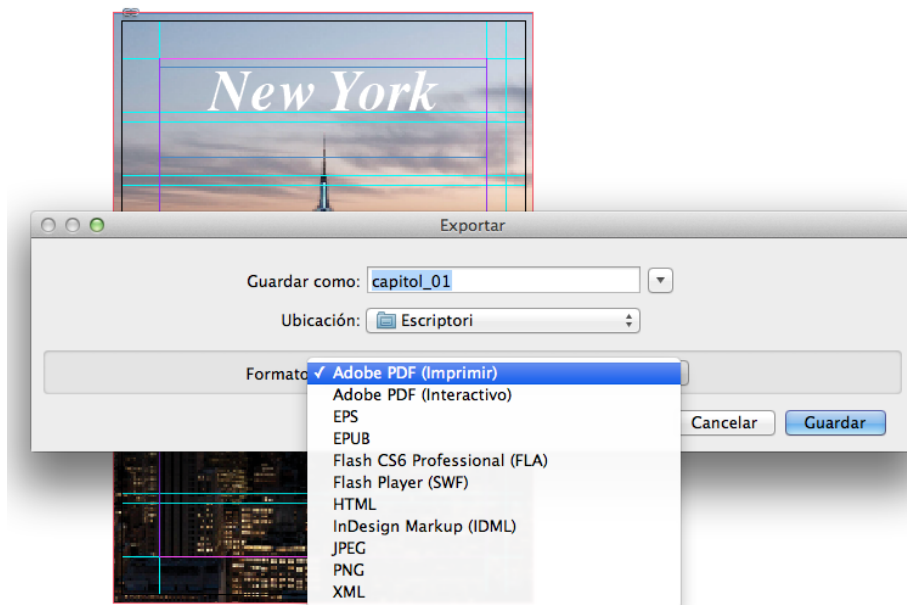 New York
Exportar
Guardar como: capitol_01
Ubicación: Escriptori
Formato ✓ Adobe PDF (Imprimir)
Adobe PDF (Interactivo)
EPS
Cancelar Guardar
EPUB
Flash CS6 Professional (FLA)
Flash Player (SWF)
HTML
InDesign Markup (IDML)
JPEG
PNG
XML